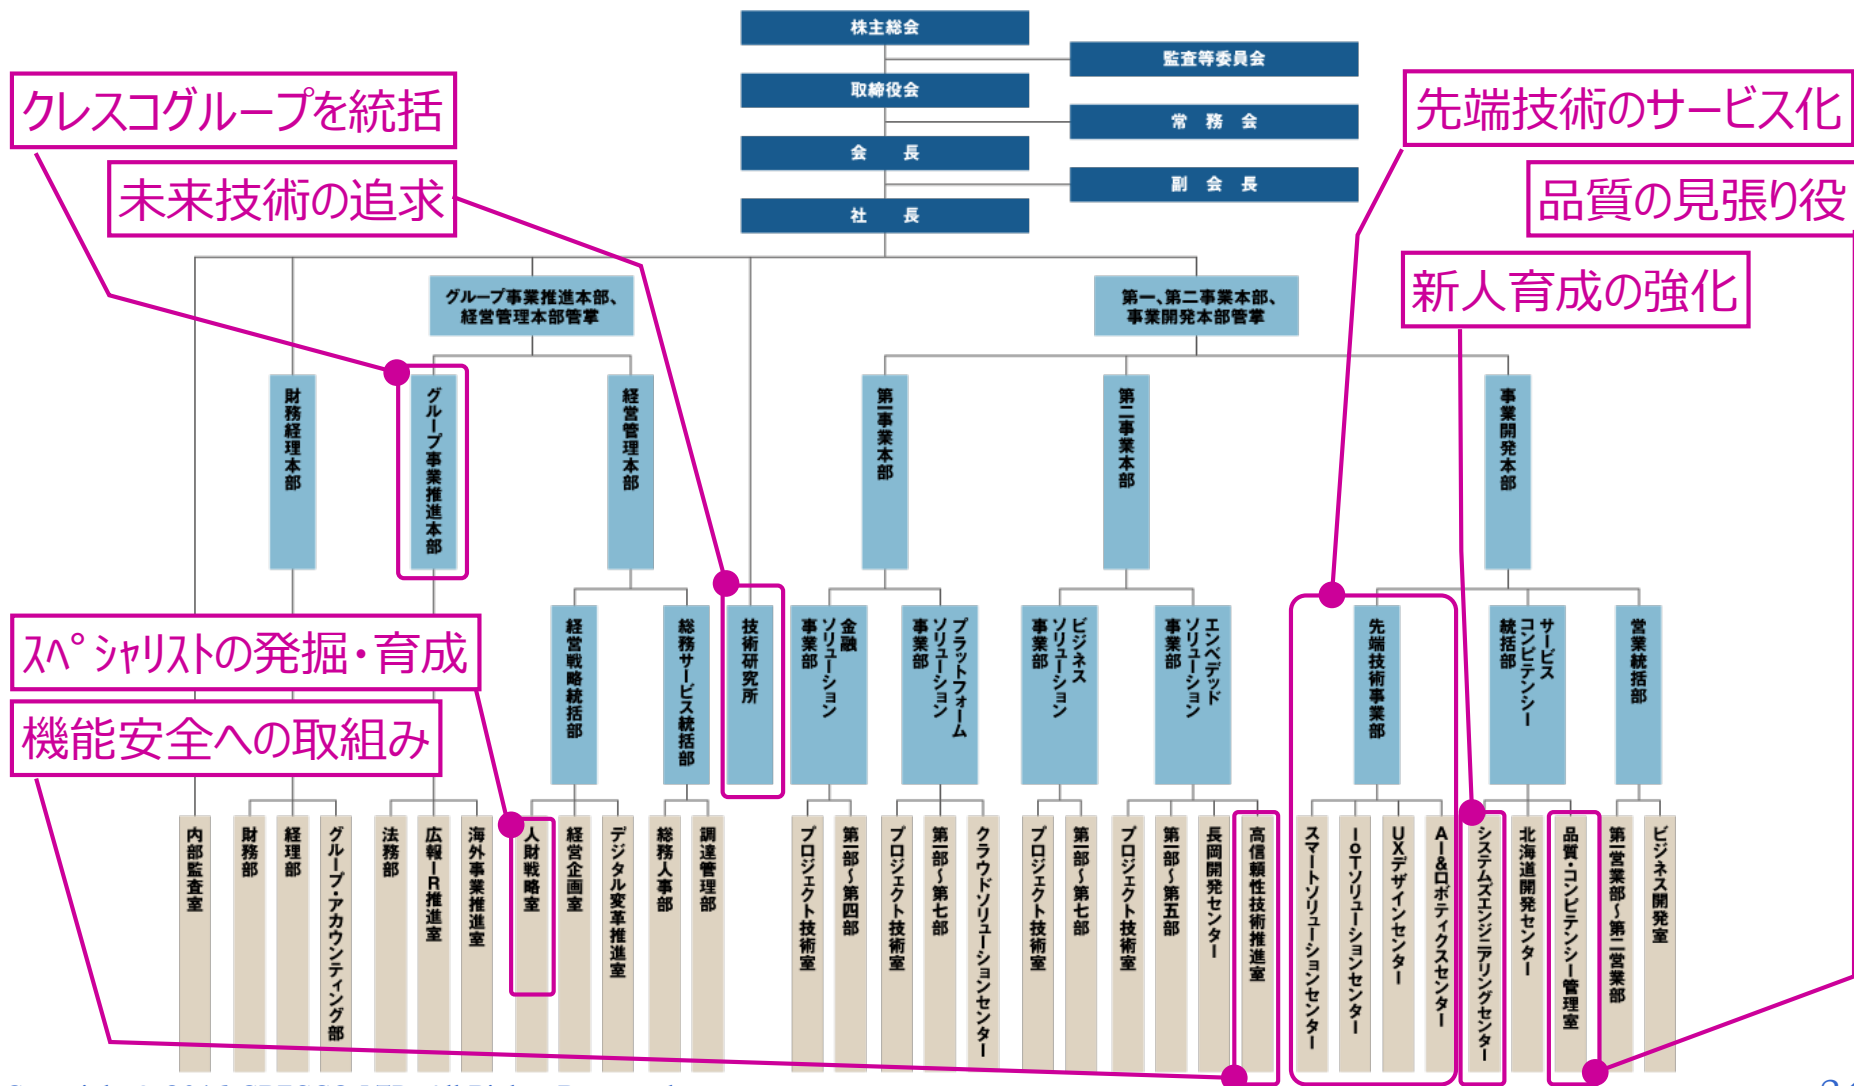 株主総会
監査等委員会
取締役会
常　務　会
会　　長
副　会　長
社　　長
クレスコグループを統括
未来技術の追求
先端技術のサービス化
品質の見張り役
新人育成の強化
グループ事業推進本部、
経営管理本部管掌
第一、第二事業本部、
事業開発本部管掌
財務経理本部
グループ事業推進本部
経営管理本部
第一事業本部
第二事業本部
事業開発本部
スペシャリストの発掘・育成
機能安全への取組み
経営戦略統括部
総務サービス統括部
技術研究所
金融
ソリューション
事業部
プラットフォーム
ソリューション
事業部
ビジネス
ソリューション
事業部
エンベデッド
ソリューション
事業部
先端技術事業部
サービス
コンピテンシー
統括部
営業統括部
内部監査室
財務部
経理部
グループ・アカウンティング部
法務部
広報IR推進室
海外事業推進室
人財戦略室
経営企画室
デジタル変革推進室
総務人事部
調達管理部
プロジェクト技術室
第一部～第四部
プロジェクト技術室
第一部～第七部
クラウドソリューションセンター
プロジェクト技術室
第一部～第七部
プロジェクト技術室
第一部～第五部
長岡開発センター
高信頼性技術推進室
スマートソリューションセンター
IoTソリューションセンター
UXデザインセンター
AI&ロボティクスセンター
システムズエンジニアリングセンター
北海道開発センター
品質・コンピテンシー管理室
第一営業部～第二営業部
ビジネス開発室